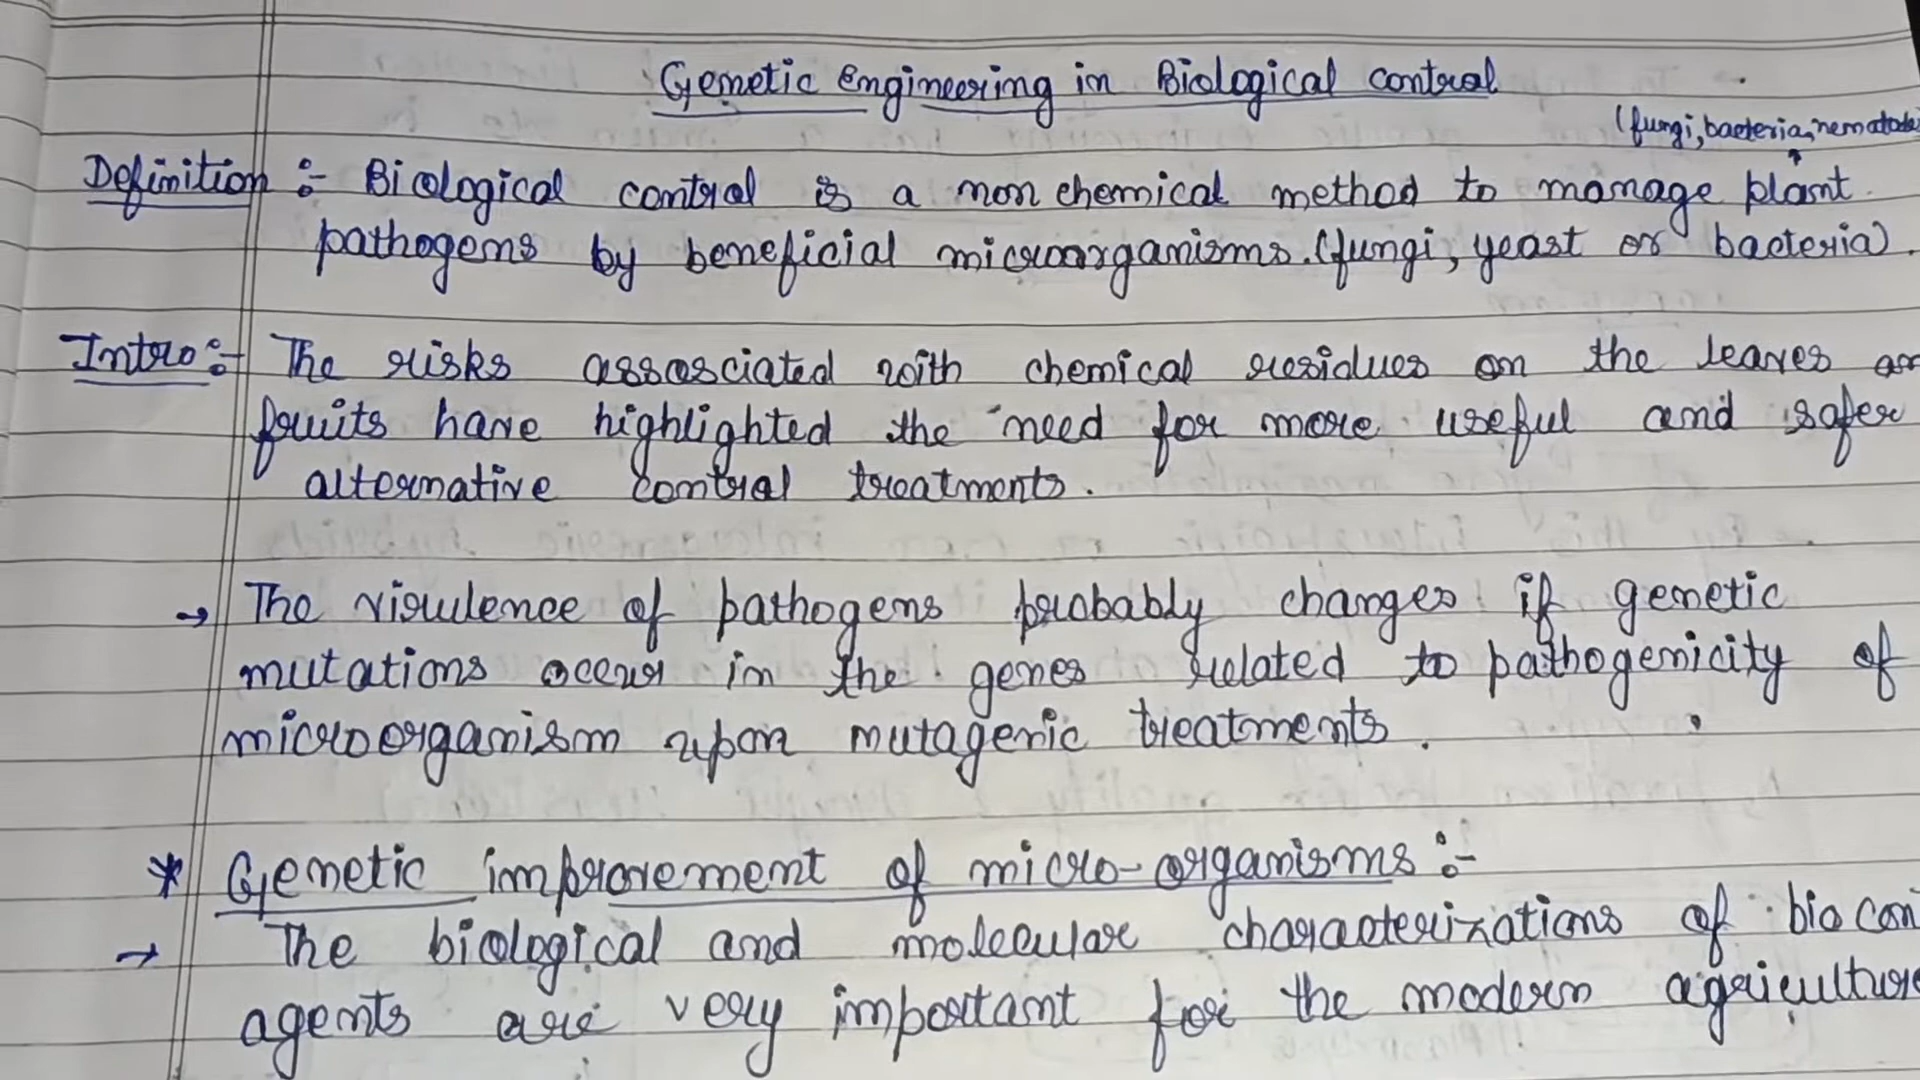 Genetic Engineering in Biological control
(fungi, bacteria, nematode
Definition :- Biological control is a non chemical method to manage plant
pathogens by beneficial microorganisms. (fungi, yeast or bacteria).
Intro :- The risks associated with chemical residues on the leaves
fruits have highlighted the need for more useful and safer
alternative control treatments.
→ The virulence of pathogens probably changes if genetic
mutations occur in the genes related to pathogenicity of
microorganism upon mutagenic treatments.
* Genetic improvement of micro-organisms :-
→ The biological and molecular characterizations of bio con
agents are very important for the modern agriculture